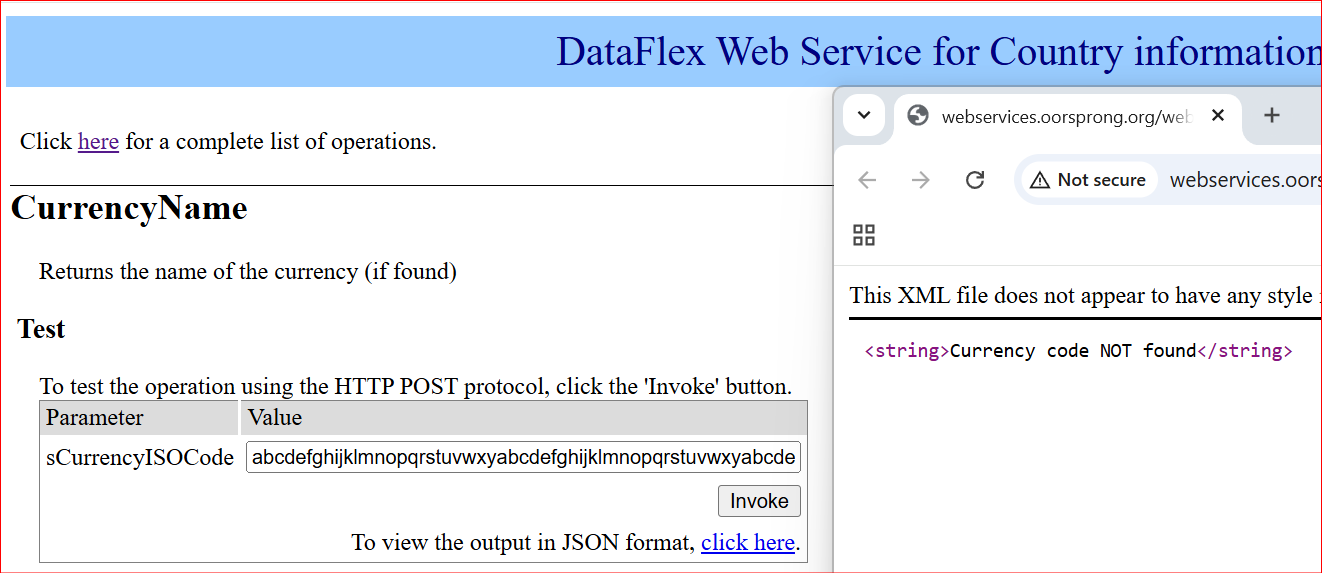 DataFlex Web Service for Country information
Click here for a complete list of operations.
CurrencyName
Returns the name of the currency (if found)
Test
To test the operation using the HTTP POST protocol, click the 'Invoke' button.
Parameter Value
sCurrencyISOCode abcdefghijklmnopqrstuvwxyabcdefghijklmnopqrstuvwxyabcde
Invoke
To view the output in JSON format, click here.
webservices.oorsprong.org/web
Not secure webservices.oors
This XML file does not appear to have any style
<string>Currency code NOT found</string>